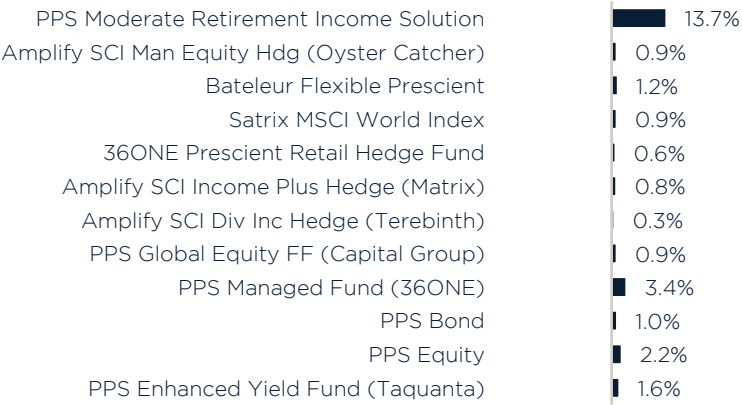 PPS Moderate Retirement Income Solution 13.7%
Amplify SCI Man Equity Hdg (Oyster Catcher) 0.9%
Bateleur Flexible Prescient 1.2%
Satrix MSCI World Index 0.9%
36ONE Prescient Retail Hedge Fund 0.6%
Amplify SCI Income Plus Hedge (Matrix) 0.8%
Amplify SCI Div Inc Hedge (Terebinth) 0.3%
PPS Global Equity FF (Capital Group) 0.9%
PPS Managed Fund (36ONE) 3.4%
PPS Bond 1.0%
PPS Equity 2.2%
PPS Enhanced Yield Fund (Taquanta) 1.6%